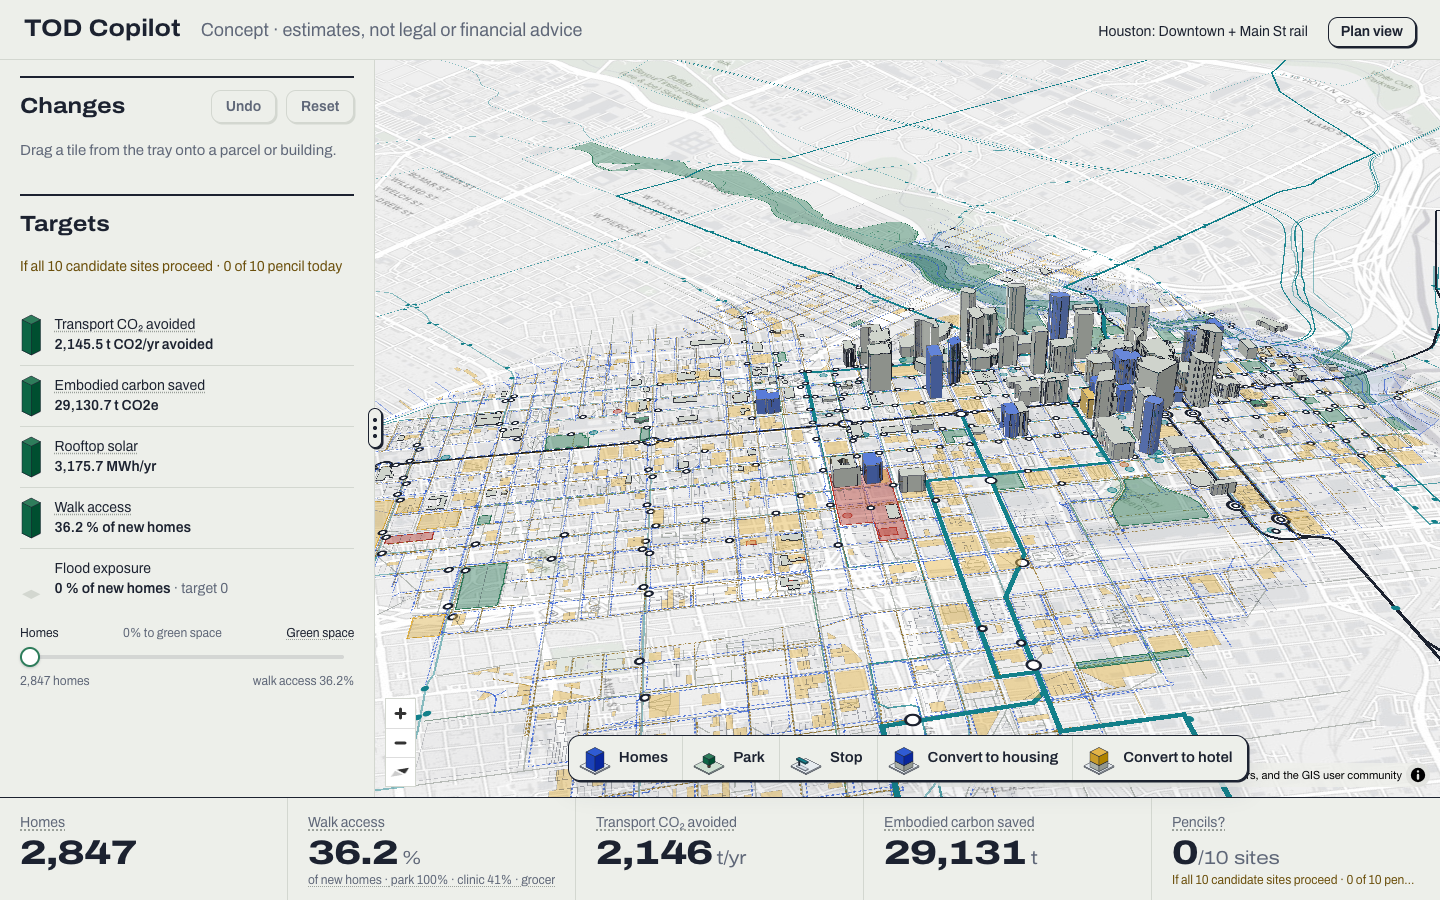 TOD Copilot
Concept · estimates, not legal or financial advice
Houston: Downtown + Main St rail
Plan view
Changes
Undo
Reset
Drag a tile from the tray onto a parcel or building.
Targets
If all 10 candidate sites proceed · 0 of 10 pencil today
Transport CO₂ avoided
2,145.5 t CO2/yr avoided
Embodied carbon saved
29,130.7 t CO2e
Rooftop solar
3,175.7 MWh/yr
Walk access
36.2 % of new homes
Flood exposure
0 % of new homes · target 0
Homes
0% to green space
Green space
2,847 homes
walk access 36.2%
W POLK ST
W PIERCE ST
WILLARD ST
+
−
Homes
Park
Stop
Convert to housing
Convert to hotel
s, and the GIS user community
Homes
2,847
Walk access
36.2 %
of new homes · park 100% · clinic 41% · grocer
Transport CO₂ avoided
2,146 t/yr
Embodied carbon saved
29,131 t
Pencils?
0/10 sites
If all 10 candidate sites proceed · 0 of 10 pen...